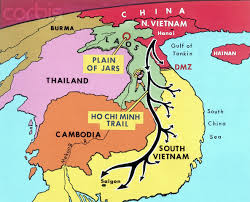 corbis
CHINA
BURMA
N. VIETNAM
Hanoi
LAOS
Gulf of
Tonkin
HAINAN
PLAIN
OF JARS
DMZ
THAILAND
HO CHI MINH
TRAIL
South
China
Sea
CAMBODIA
Mekong
SOUTH
VIETNAM
Saigon